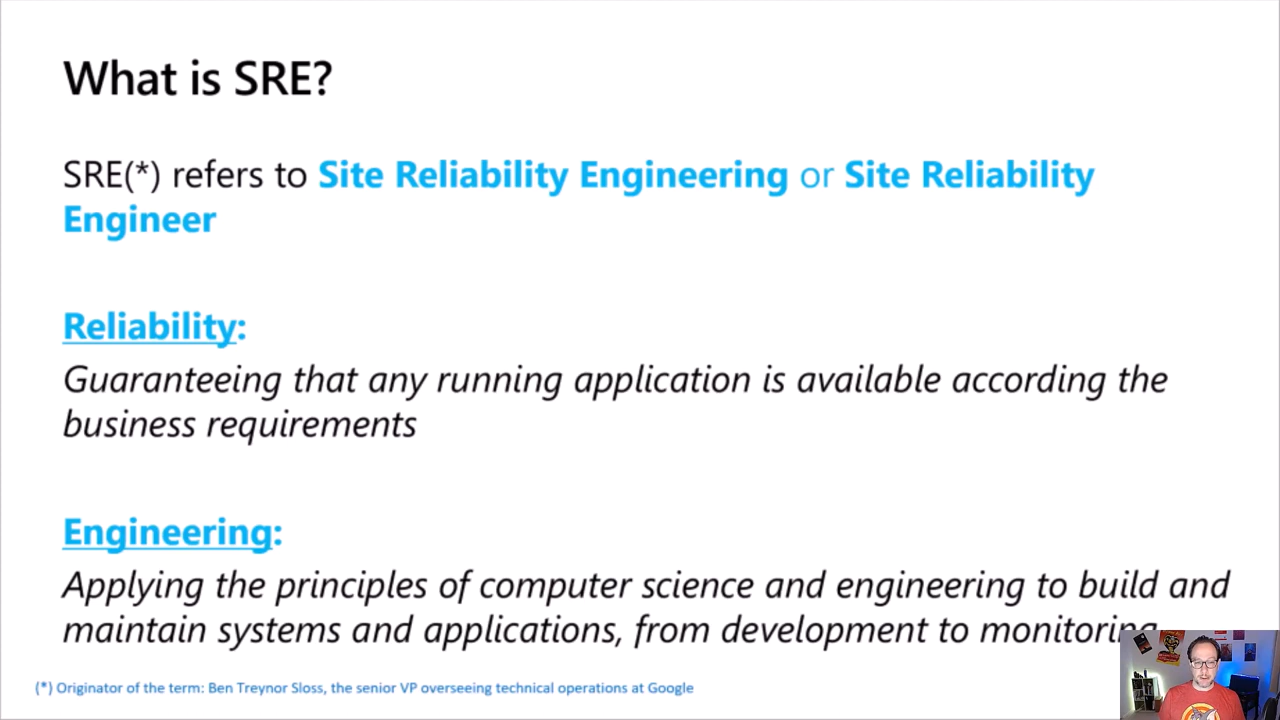 What is SRE?
SRE(*) refers to Site Reliability Engineering or Site Reliability
Engineer
Reliability:
Guaranteeing that any running application is available according the
business requirements
Engineering:
Applying the principles of computer science and engineering to build and
maintain systems and applications, from development to monitoring
(*) Originator of the term: Ben Treynor Sloss, the senior VP overseeing technical operations at Google